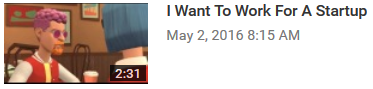 I Want To Work For A Startup
May 2, 2016 8:15 AM
2:31